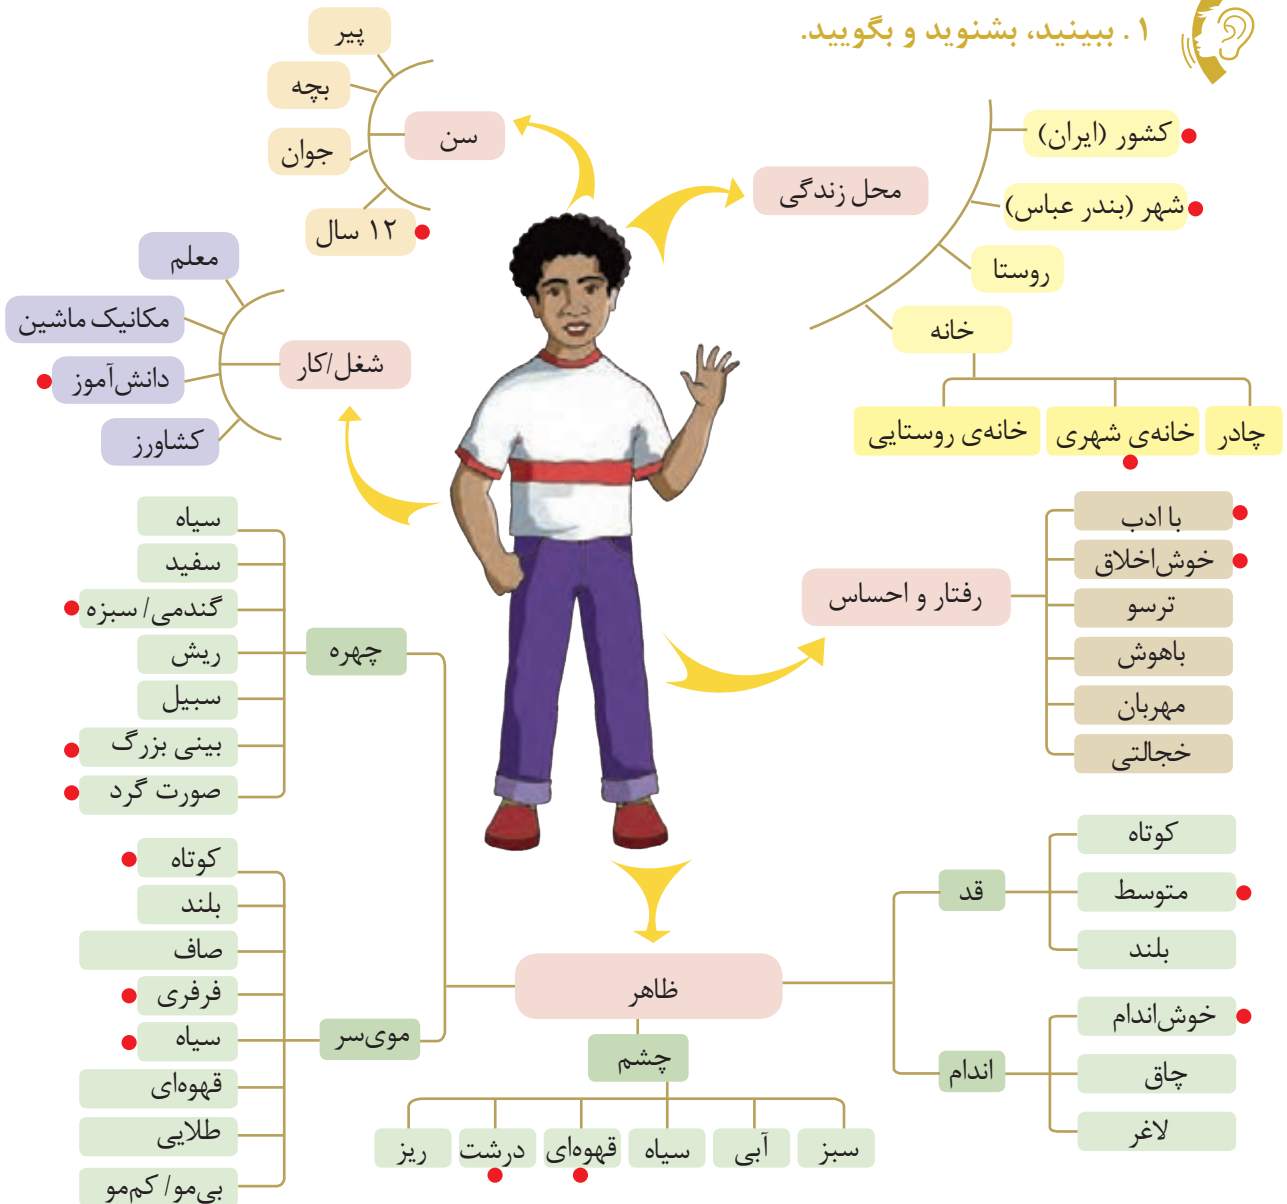 ۱. ببینید، بشنوید و بگویید.
سن
پیر
بچه
جوان
۱۲ سال
محل زندگی
کشور (ایران)
شهر (بندر عباس)
روستا
خانه
چادر
خانه‌ی شهری
خانه‌ی روستایی
شغل/کار
معلم
مکانیک ماشین
دانش‌آموز
کشاورز
رفتار و احساس
با ادب
خوش‌اخلاق
ترسو
باهوش
مهربان
خجالتی
ظاهر
قد
کوتاه
متوسط
بلند
اندام
خوش‌اندام
چاق
لاغر
چشم
سبز
آبی
سیاه
قهوه‌ای
درشت
ریز
چهره
سیاه
سفید
گندمی/ سبزه
ریش
سبیل
بینی بزرگ
صورت گرد
موی‌سر
کوتاه
بلند
صاف
فرفری
سیاه
قهوه‌ای
طلایی
بی‌مو/ کم‌مو